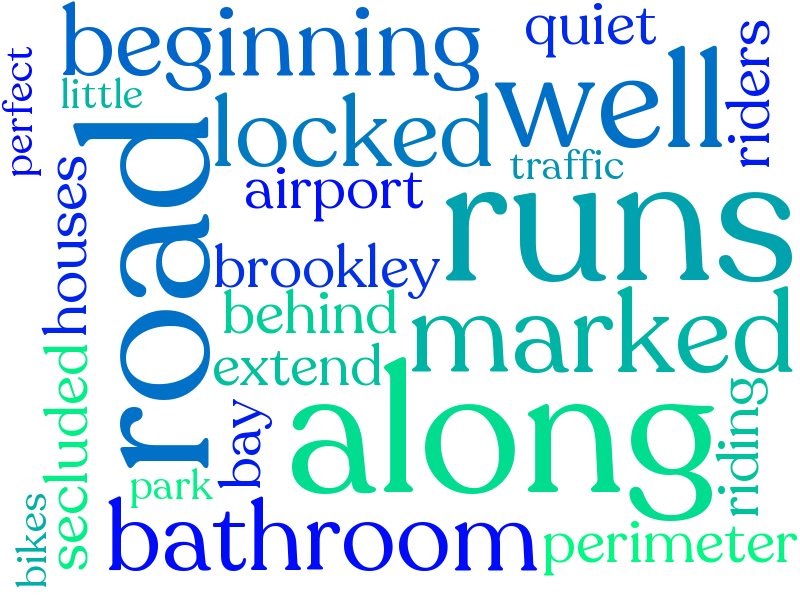 perfect
beginning
quiet
riders
little
well
road
locked
traffic
houses
airport
runs
brookley
behind
marked
extend
secluded
along
riding
bay
park
bikes
bathroom
perimeter